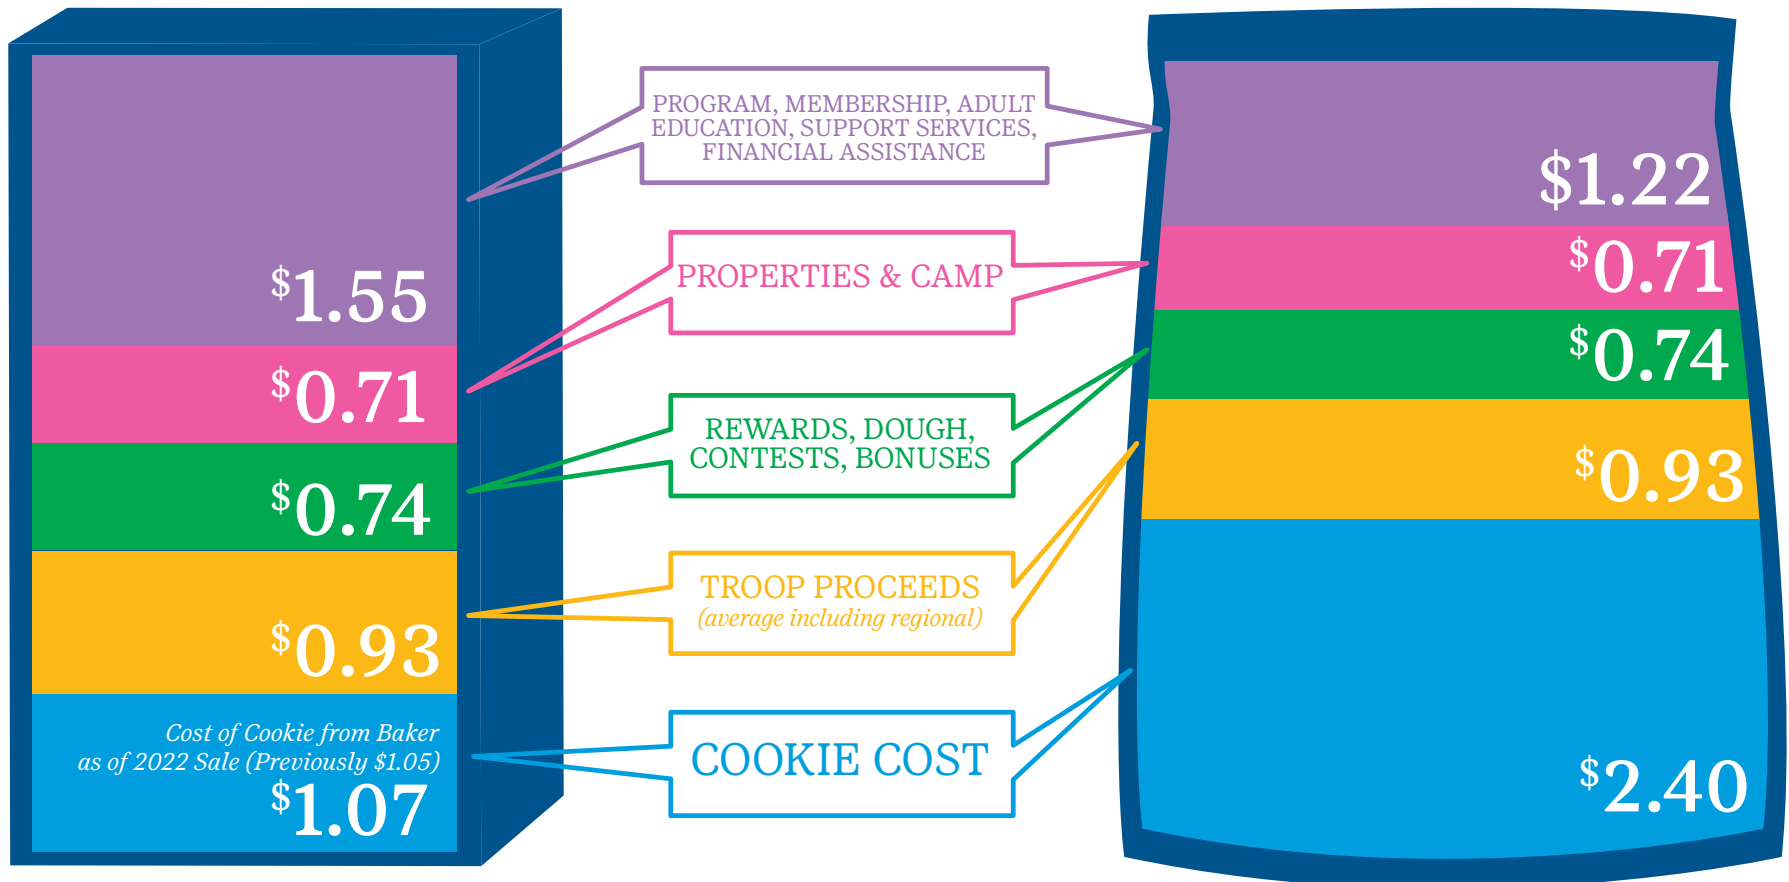 $1.55
$0.71
$0.74
$0.93
Cost of Cookie from Baker
as of 2022 Sale (Previously $1.05)
$1.07
PROGRAM, MEMBERSHIP, ADULT
EDUCATION, SUPPORT SERVICES,
FINANCIAL ASSISTANCE
PROPERTIES & CAMP
REWARDS, DOUGH,
CONTESTS, BONUSES
TROOP PROCEEDS
(average including regional)
COOKIE COST
$1.22
$0.71
$0.74
$0.93
$2.40